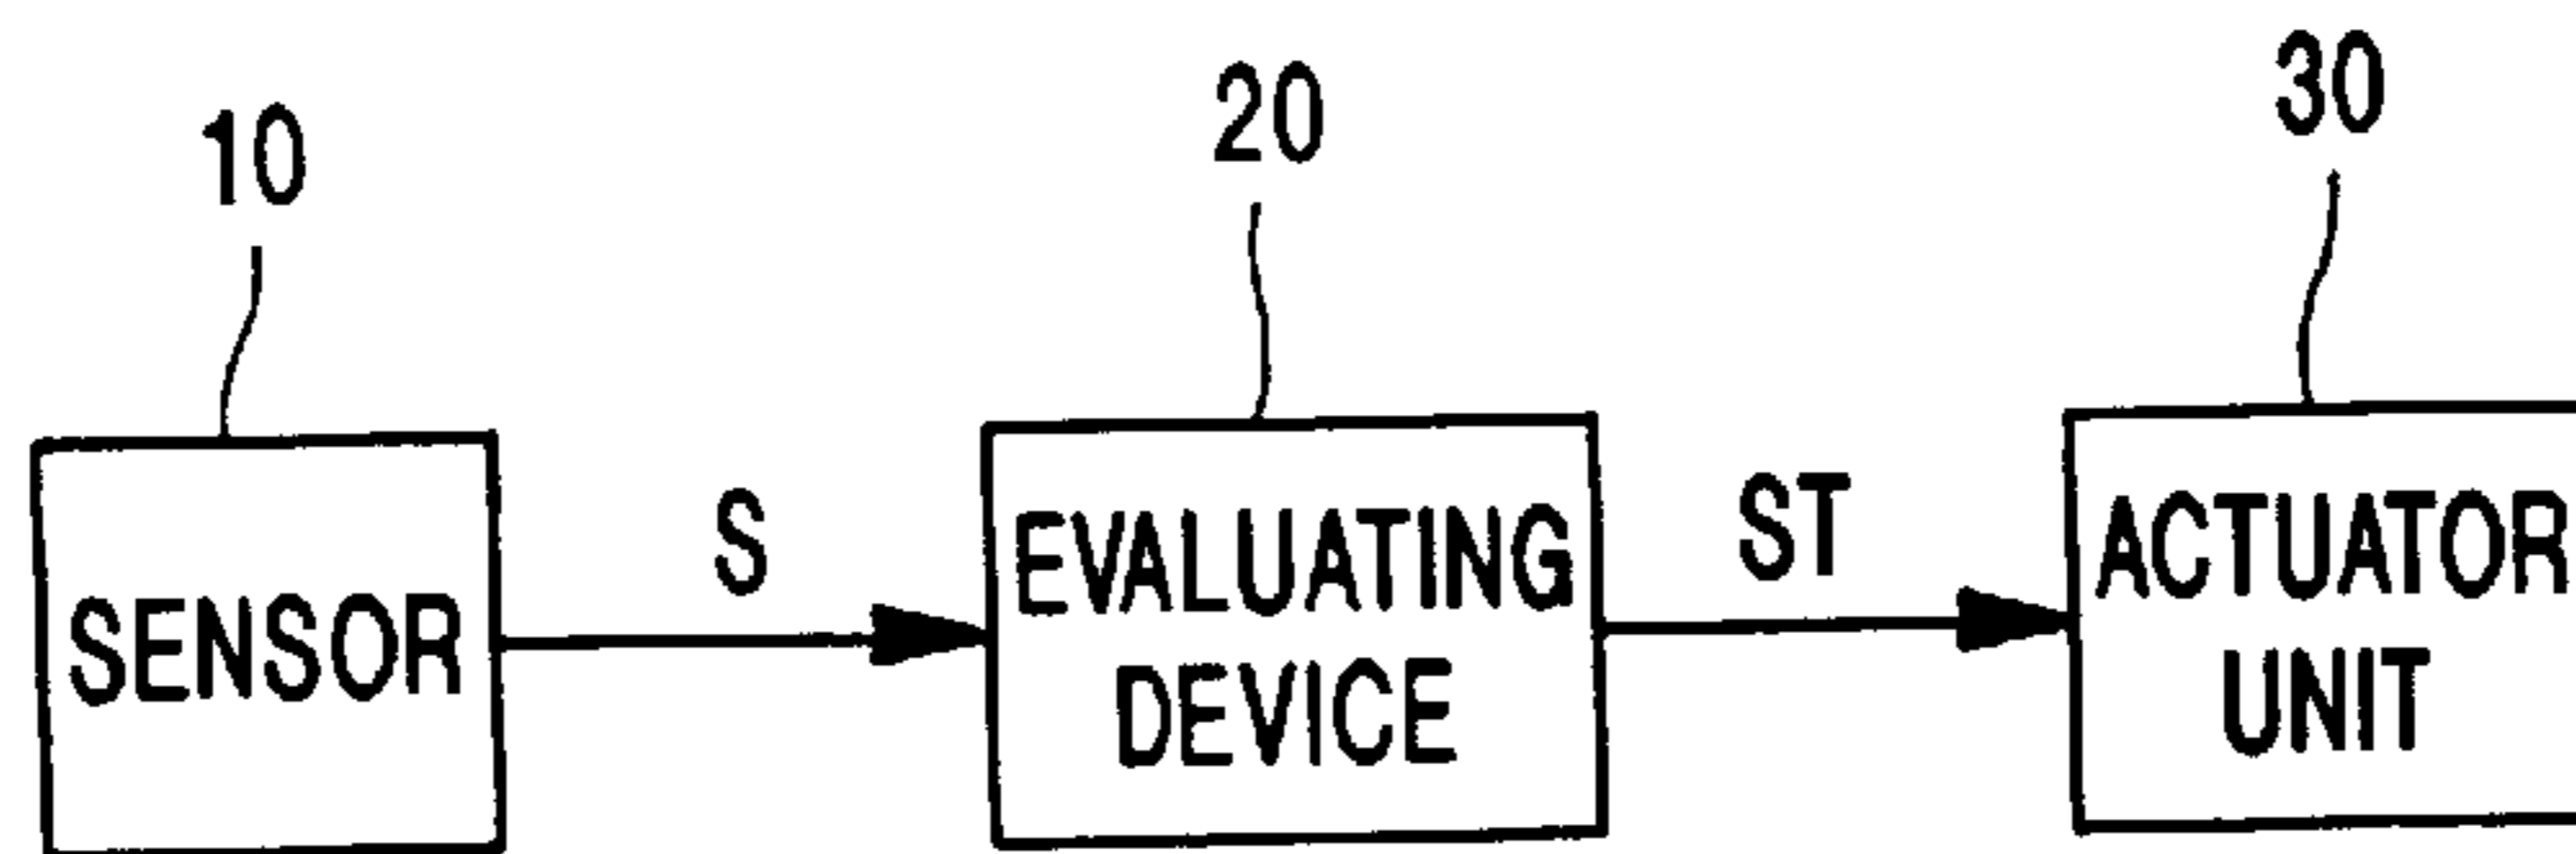 10
20
30
S
ST
SENSOR
EVALUATING
DEVICE
ACTUATOR
UNIT